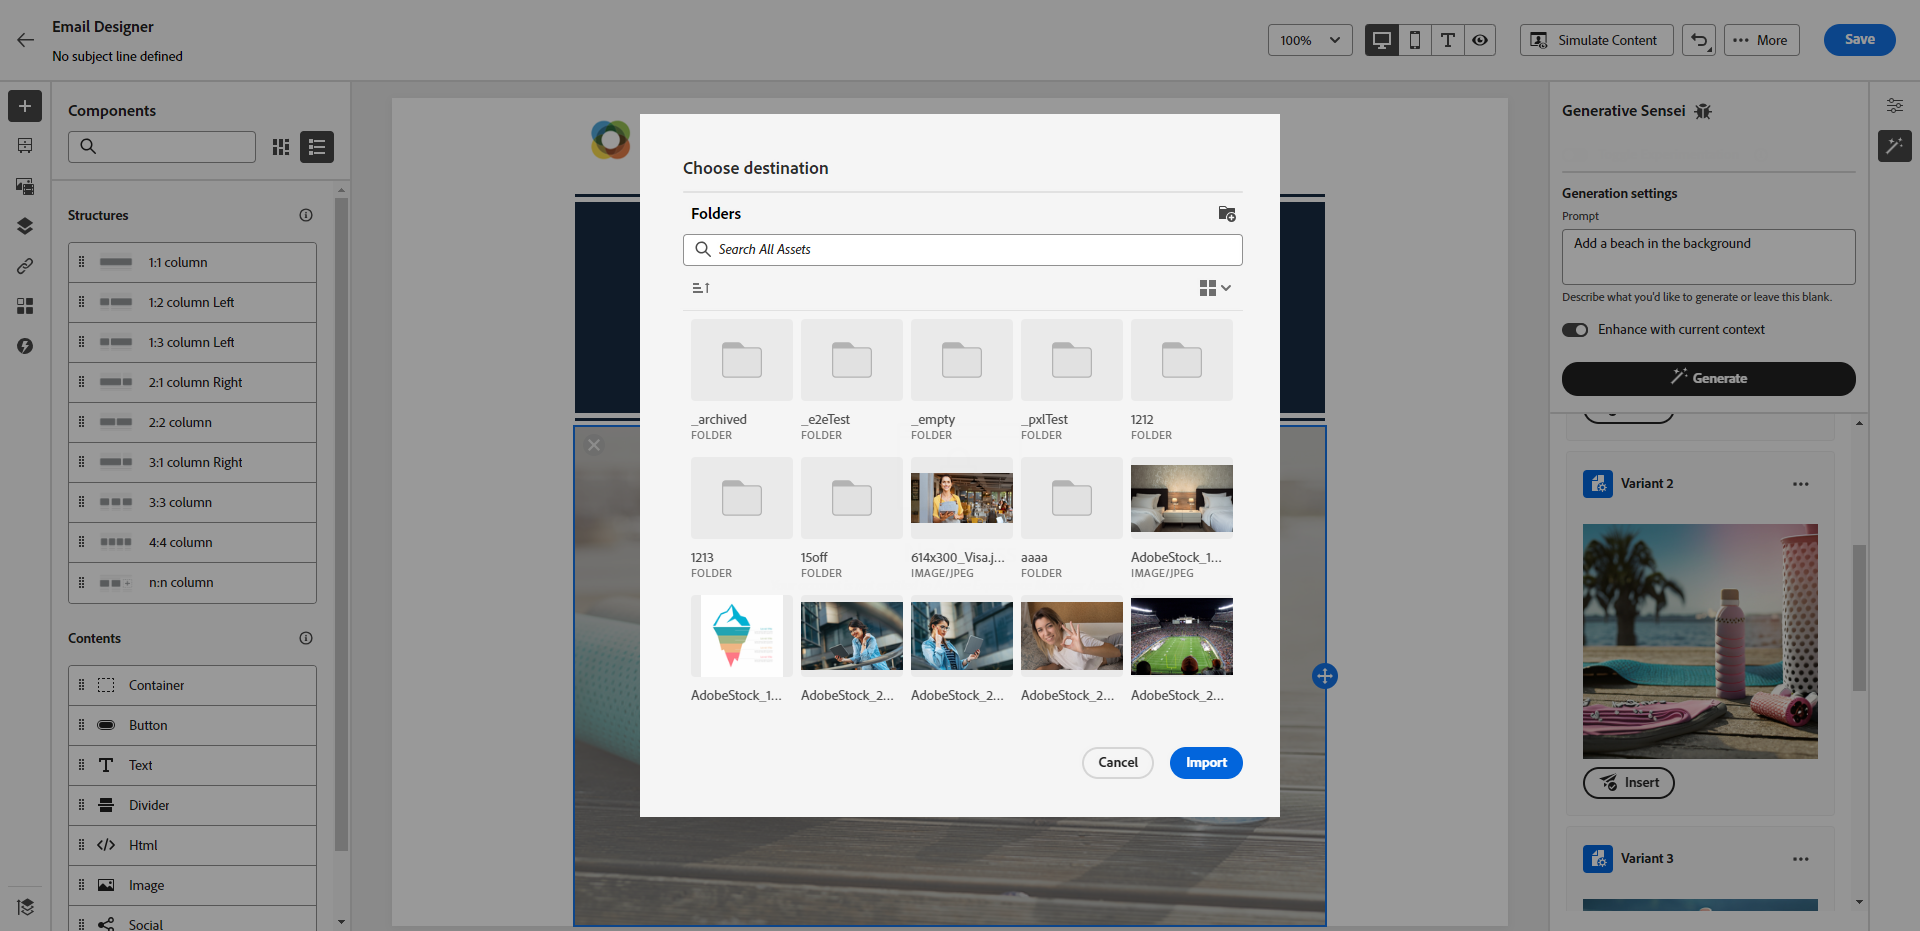 Email Designer
No subject line defined
100%
Simulate Content
More
Save
Components
Structures
1:1 column
1:2 column Left
1:3 column Left
2:1 column Right
2:2 column
3:1 column Right
3:3 column
4:4 column
n:n column
Contents
Container
Button
Text
Divider
Html
Image
Social
Choose destination
Folders
Search All Assets
_archived
FOLDER
_e2eTest
FOLDER
_empty
FOLDER
_pxlTest
FOLDER
1212
FOLDER
1213
FOLDER
15off
FOLDER
614x300_Visa.j...
IMAGE/JPEG
aaaa
FOLDER
AdobeStock_1...
IMAGE/JPEG
AdobeStock_1...
AdobeStock_2...
AdobeStock_2...
AdobeStock_2...
AdobeStock_2...
Cancel
Import
Generative Sensei
Generation settings
Prompt
Add a beach in the background
Describe what you'd like to generate or leave this blank.
Enhance with current context
Generate
Variant 2
Insert
Variant 3